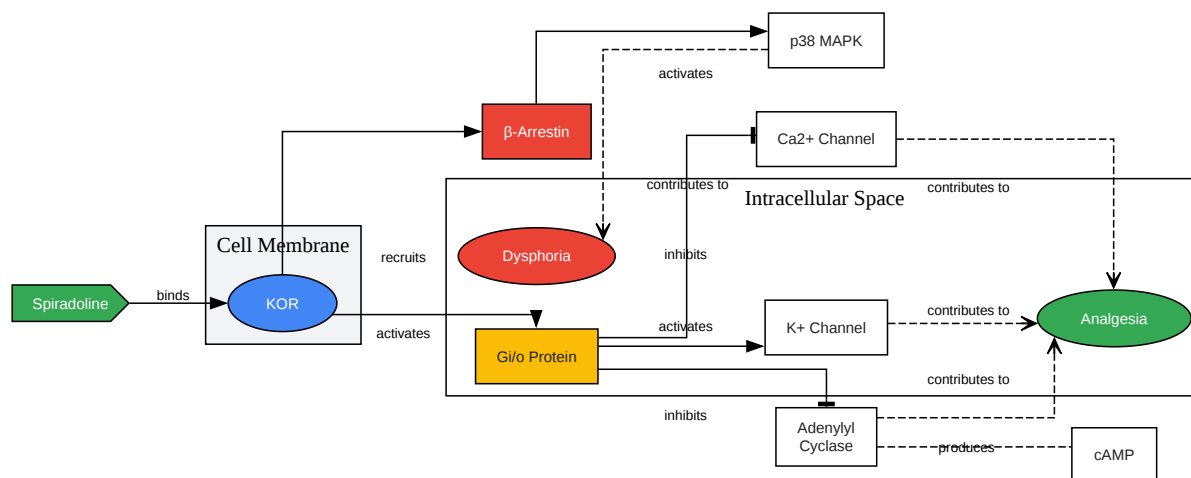 p38 MAPK
activates
β-Arrestin
Ca2+ Channel
contributes to
contributes to
Intracellular Space
Cell Membrane
recruits
Dysphoria
inhibits
Spiradoline
binds
KOR
activates
Gi/o Protein
activates
K+ Channel
contributes to
Analgesia
contributes to
inhibits
Adenylyl
Cyclase
produces
cAMP